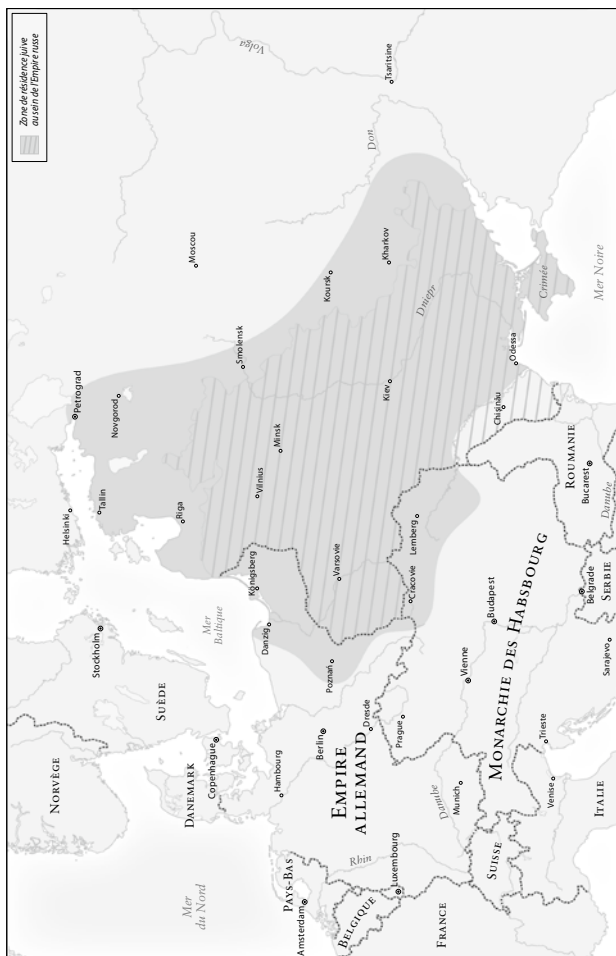 Zone de résidence juive
au sein de l'Empire russe
NORVÈGE
SUÈDE
Stockholm
Helsinki
Petrograd
Tallin
Novgorod
Volga
Mer
du Nord
DANEMARK
Copenhague
Mer
Baltique
Riga
Moscou
Smolensk
Hambourg
Danzig
Königsberg
Vilnius
Minsk
PAYS-BAS
Amsterdam
Berlin
Poznań
Varsovie
Koursk
Don
Tsaritsine
EMPIRE
ALLEMAND
BELGIQUE
Rhin
Luxembourg
Dresde
Prague
Cracovie
Lemberg
Kiev
Kharkov
Dniepr
FRANCE
Danube
Munich
Vienne
Budapest
SUISSE
MONARCHIE DES HABSBOURG
Chișinău
Odessa
Crimée
Venise
Trieste
ITALIE
Sarajevo
Belgrade
SERBIE
ROUMANIE
Bucarest
Danube
Mer Noire